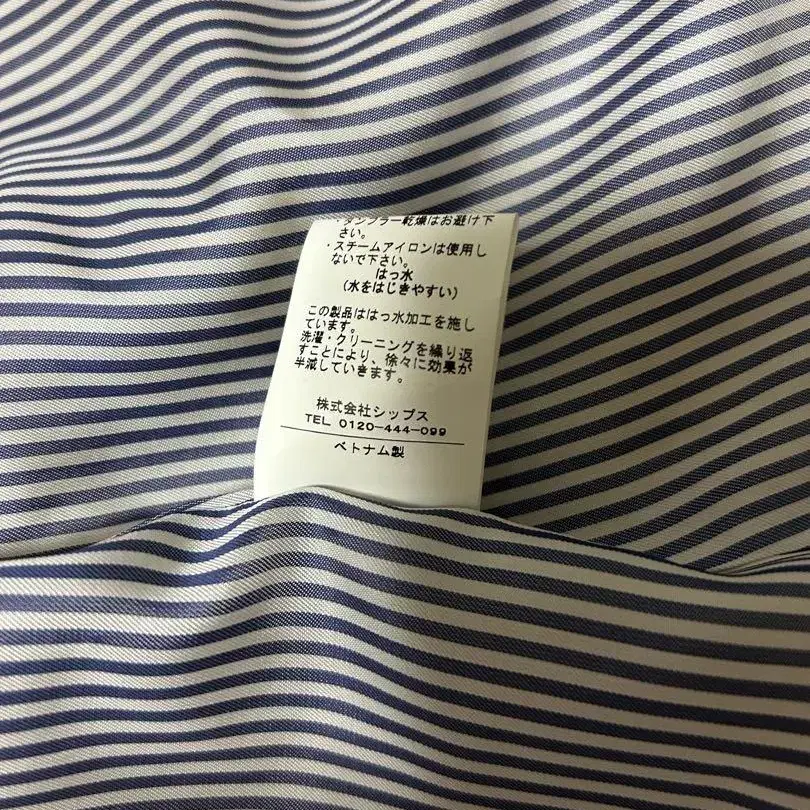 ・タンブラー乾燥はお避け下
さい。
・スチームアイロンは使用し
ないで下さい。
はっ水
(水をはじきやすい)
この製品ははっ水加工を施し
ています。
洗濯・クリーニングを繰り返
すことにより、徐々に効果が
半減していきます。
株式会社シップス
TEL 0120-444-099
ベトナム製